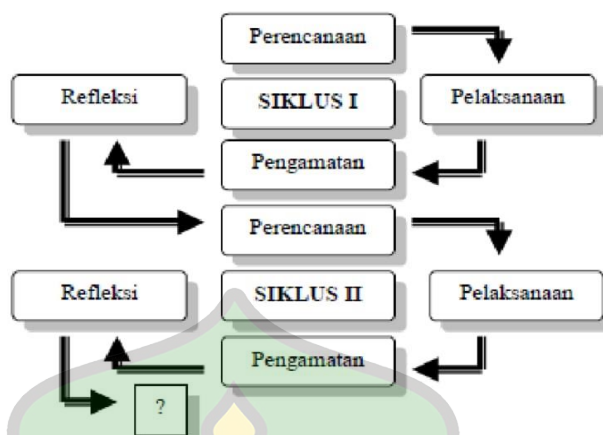 Perencanaan
Refleksi
SIKLUS I
Pelaksanaan
Pengamatan
Perencanaan
Refleksi
SIKLUS II
Pelaksanaan
Pengamatan
?